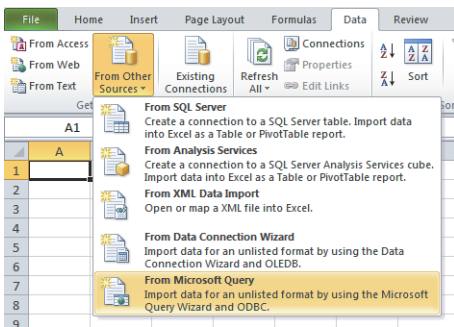 File Home Insert Page Layout Formulas Data Review
From Access
From Web
From Text
From Other
Sources
Existing
Connections
Refresh
All
Connections
Properties
Edit Links
Sort
A1
A
From SQL Server
Create a connection to a SQL Server table. Import data
into Excel as a Table or PivotTable report.
From Analysis Services
Create a connection to a SQL Server Analysis Services cube.
Import data into Excel as a Table or PivotTable report.
From XML Data Import
Open or map a XML file into Excel.
From Data Connection Wizard
Import data for an unlisted format by using the Data
Connection Wizard and OLEDB.
From Microsoft Query
Import data for an unlisted format by using the Microsoft
Query Wizard and ODBC.
1
2
3
4
5
6
7
8
9